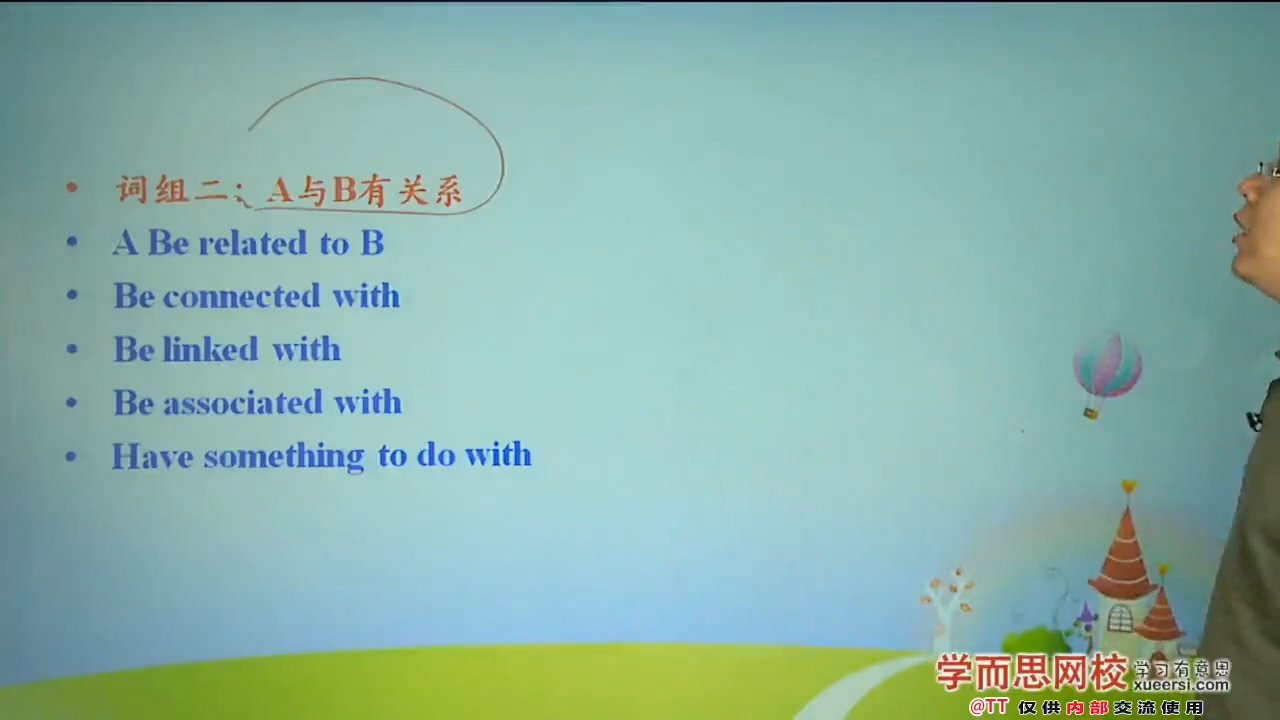 • 词组二：A与B有关系
• A Be related to B
• Be connected with
• Be linked with
• Be associated with
• Have something to do with
学而思网校 学习有意思
xueersi.com
@TT 仅供内部交流使用